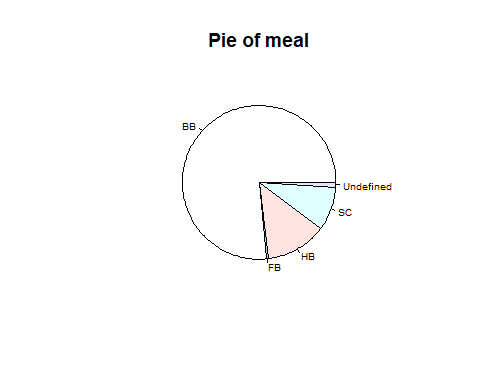 Pie of meal
BB
Undefined
SC
HB
FB